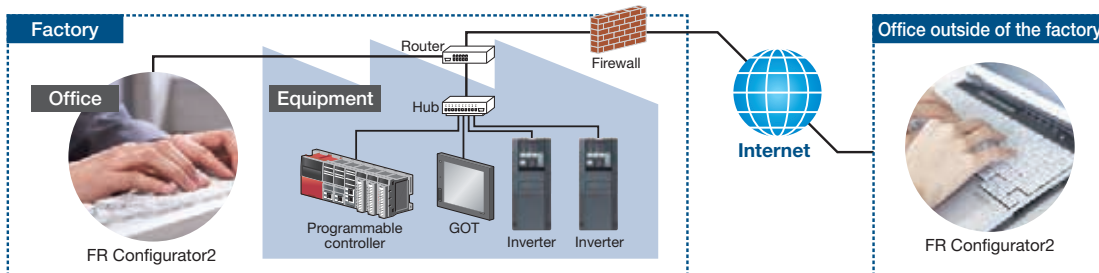 Factory
Office outside of the factory
Router
Firewall
Office
Equipment
Hub
Internet
Programmable
controller
GOT
Inverter
Inverter
FR Configurator2
FR Configurator2